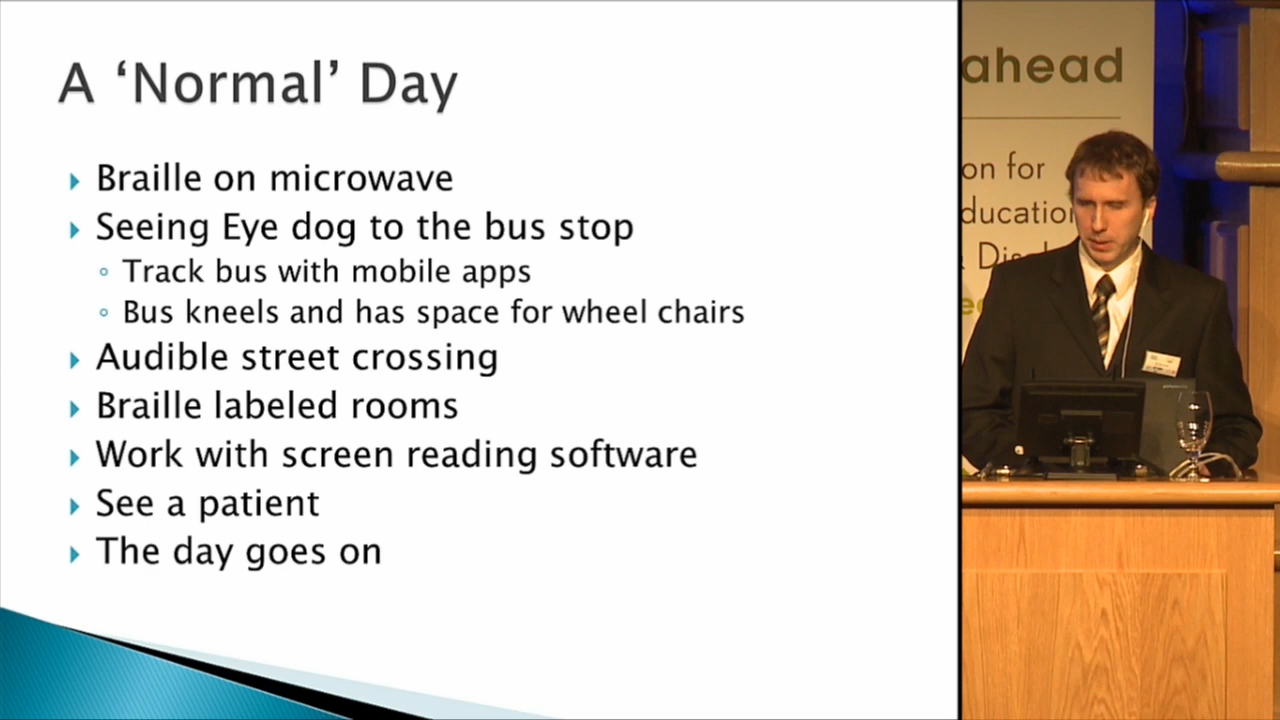 A ‘Normal’ Day
Braille on microwave
Seeing Eye dog to the bus stop
Track bus with mobile apps
Bus kneels and has space for wheel chairs
Audible street crossing
Braille labeled rooms
Work with screen reading software
See a patient
The day goes on
ahead
on for
ducation